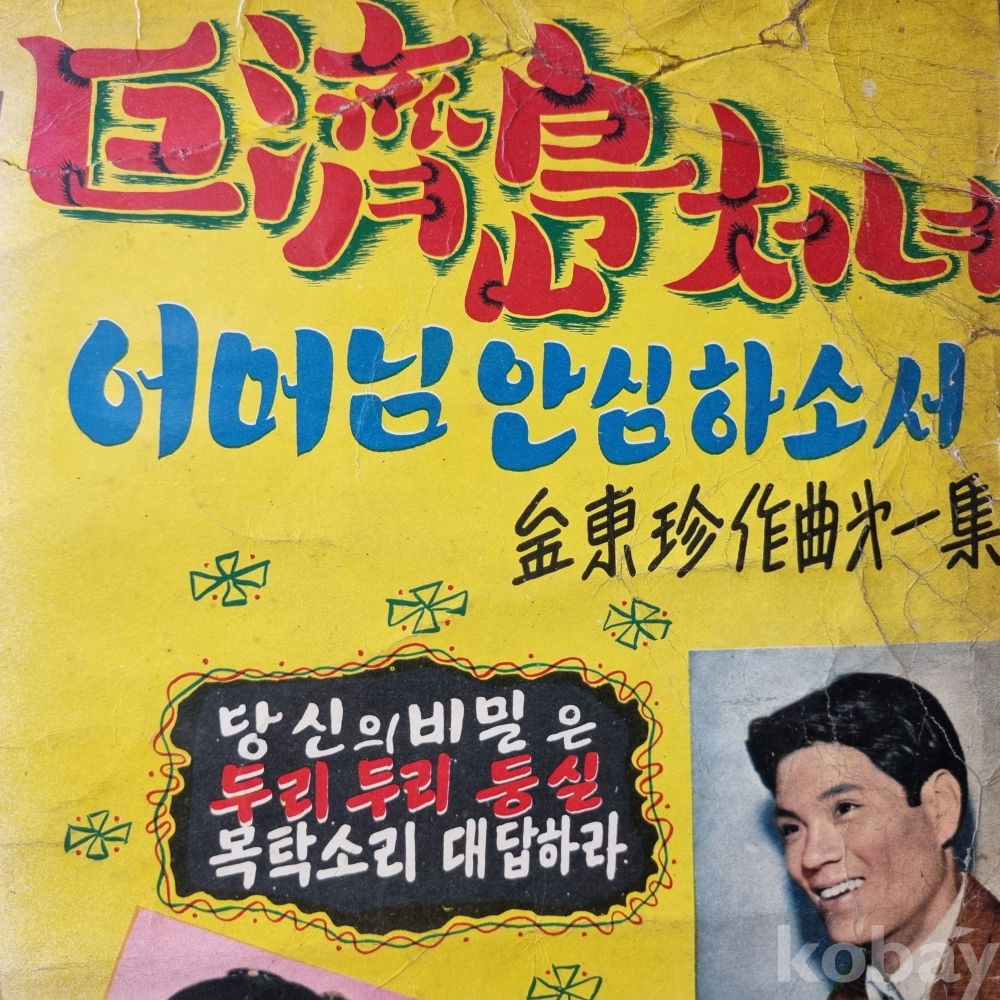 巨濟島처녀
어머님 안심하소서
金東珍作曲第一集
당신의 비밀은
두리두리 둥실
목탁소리 대답하라
kobay